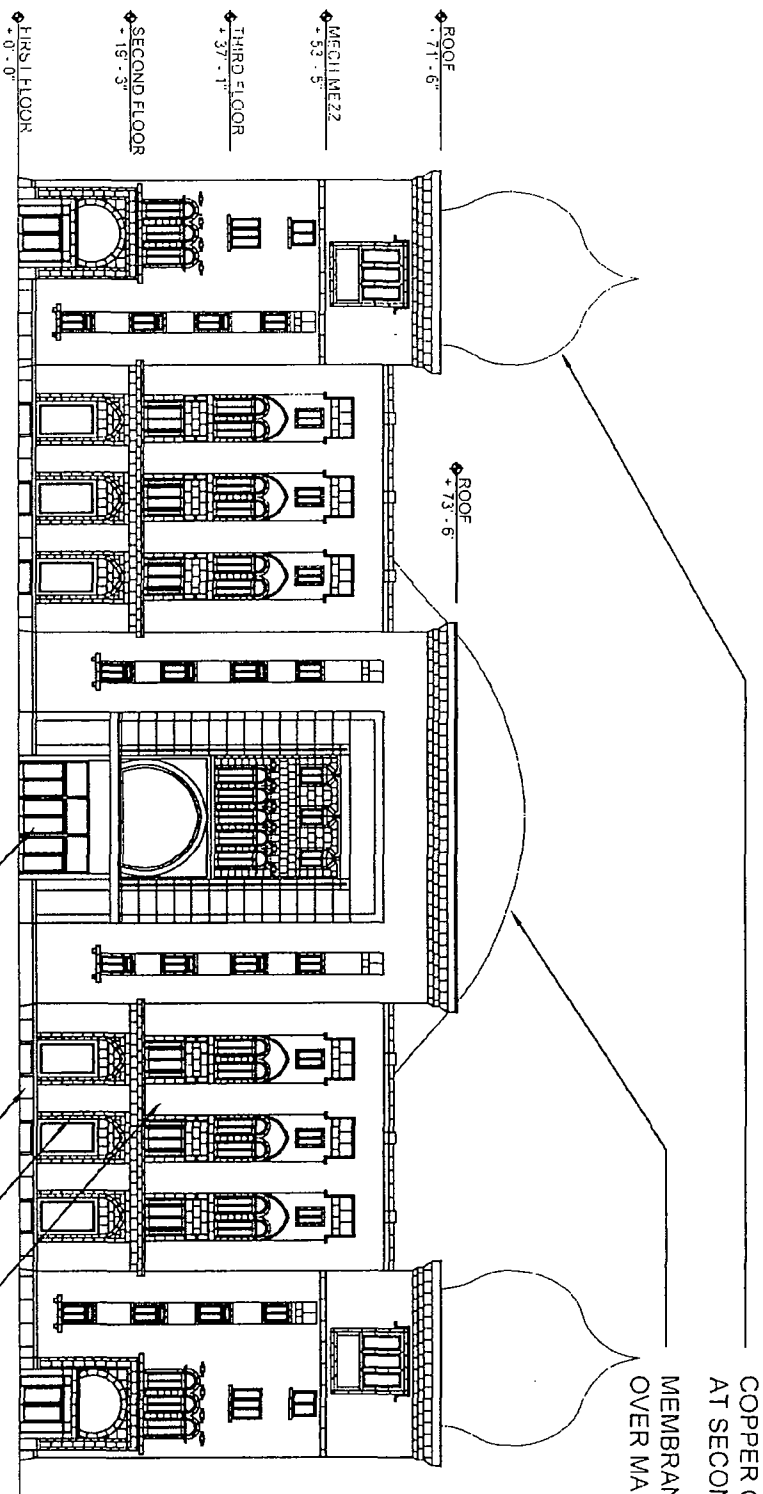 COPPER
AT SECON
MEMBRAN
OVER MA
ROOF
+ 71' - 6"
ROOF
+ 73' - 6"
MECH MEZZ
+ 53' - 5"
THIRD FLOOR
+ 37' - 1"
SECOND FLOOR
+ 19' - 3"
FIRST FLOOR
+ 0' - 0"